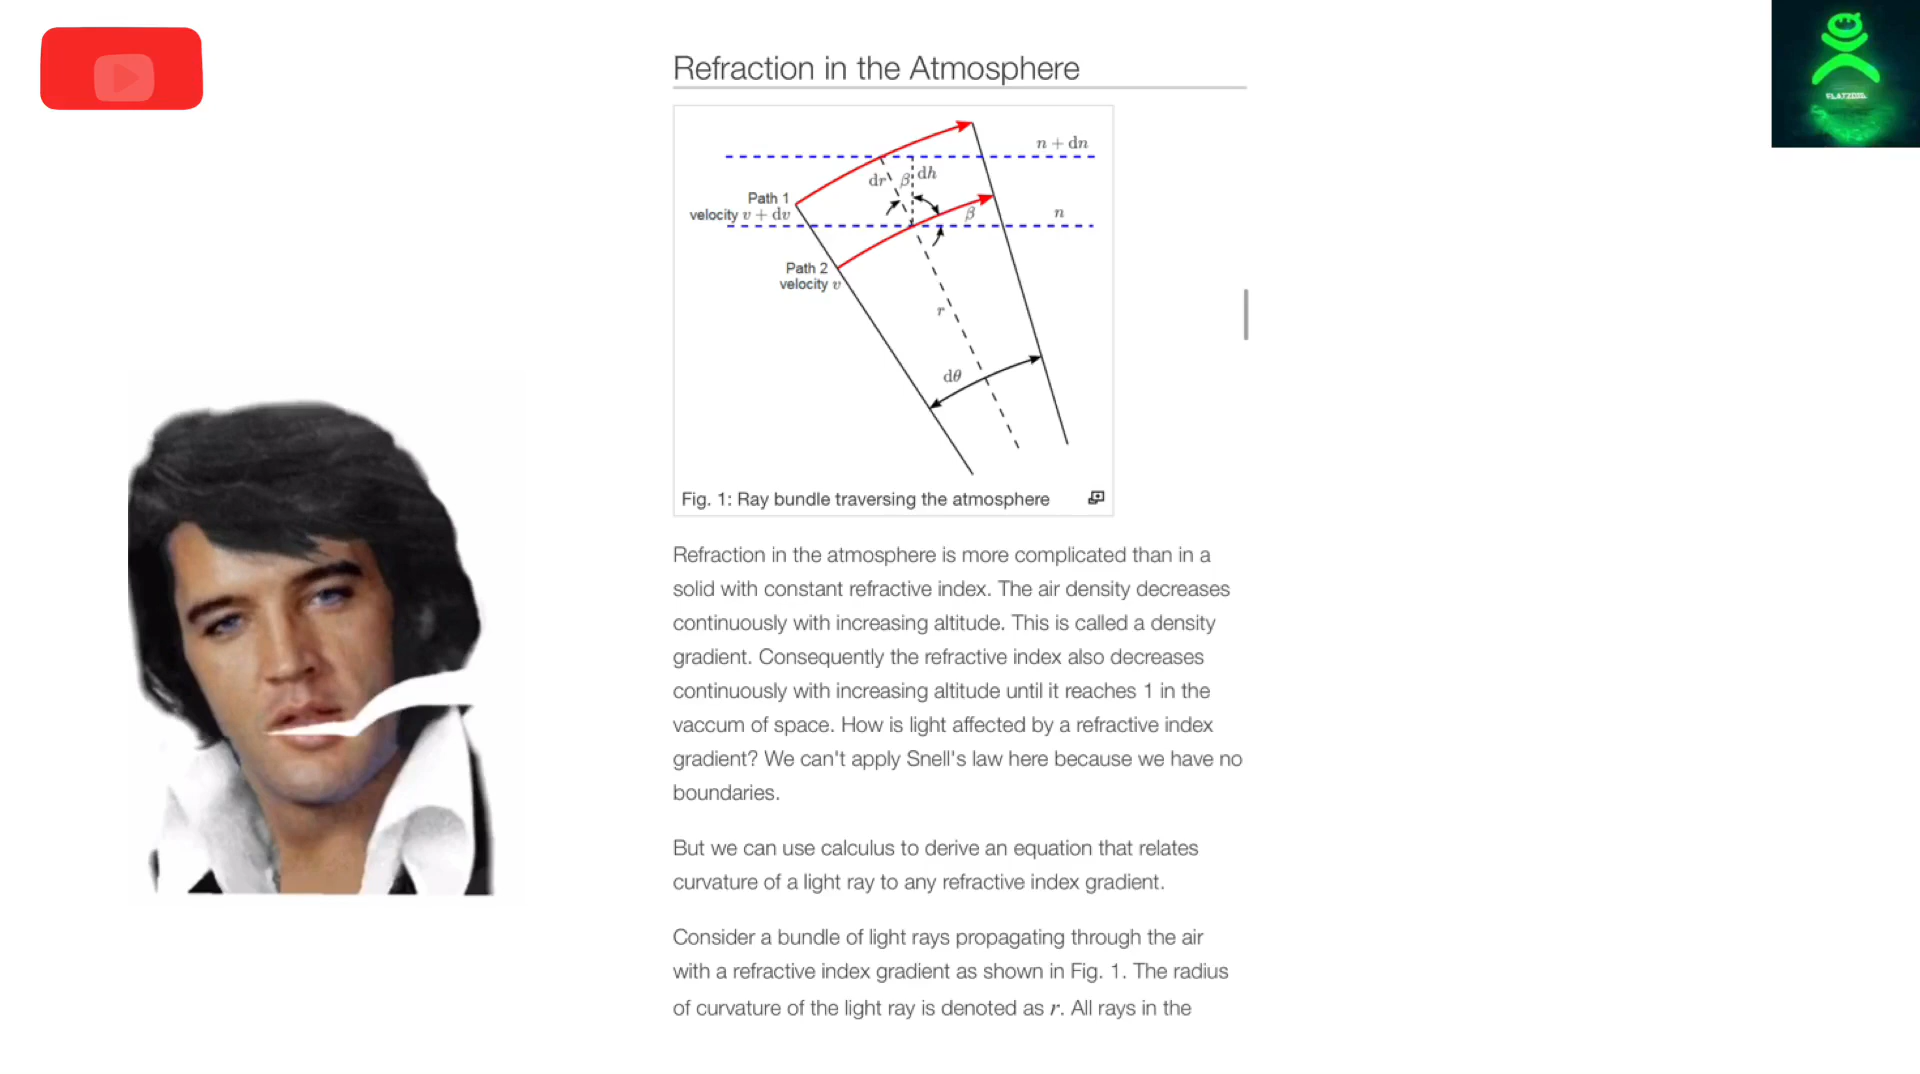 Refraction in the Atmosphere
FLATZOID
n + dn
dr
β
dh
Path 1
velocity v + dv
β
n
Path 2
velocity v
r
dθ
Fig. 1: Ray bundle traversing the atmosphere
Refraction in the atmosphere is more complicated than in a
solid with constant refractive index. The air density decreases
continuously with increasing altitude. This is called a density
gradient. Consequently the refractive index also decreases
continuously with increasing altitude until it reaches 1 in the
vaccum of space. How is light affected by a refractive index
gradient? We can't apply Snell's law here because we have no
boundaries.
But we can use calculus to derive an equation that relates
curvature of a light ray to any refractive index gradient.
Consider a bundle of light rays propagating through the air
with a refractive index gradient as shown in Fig. 1. The radius
of curvature of the light ray is denoted as r. All rays in the